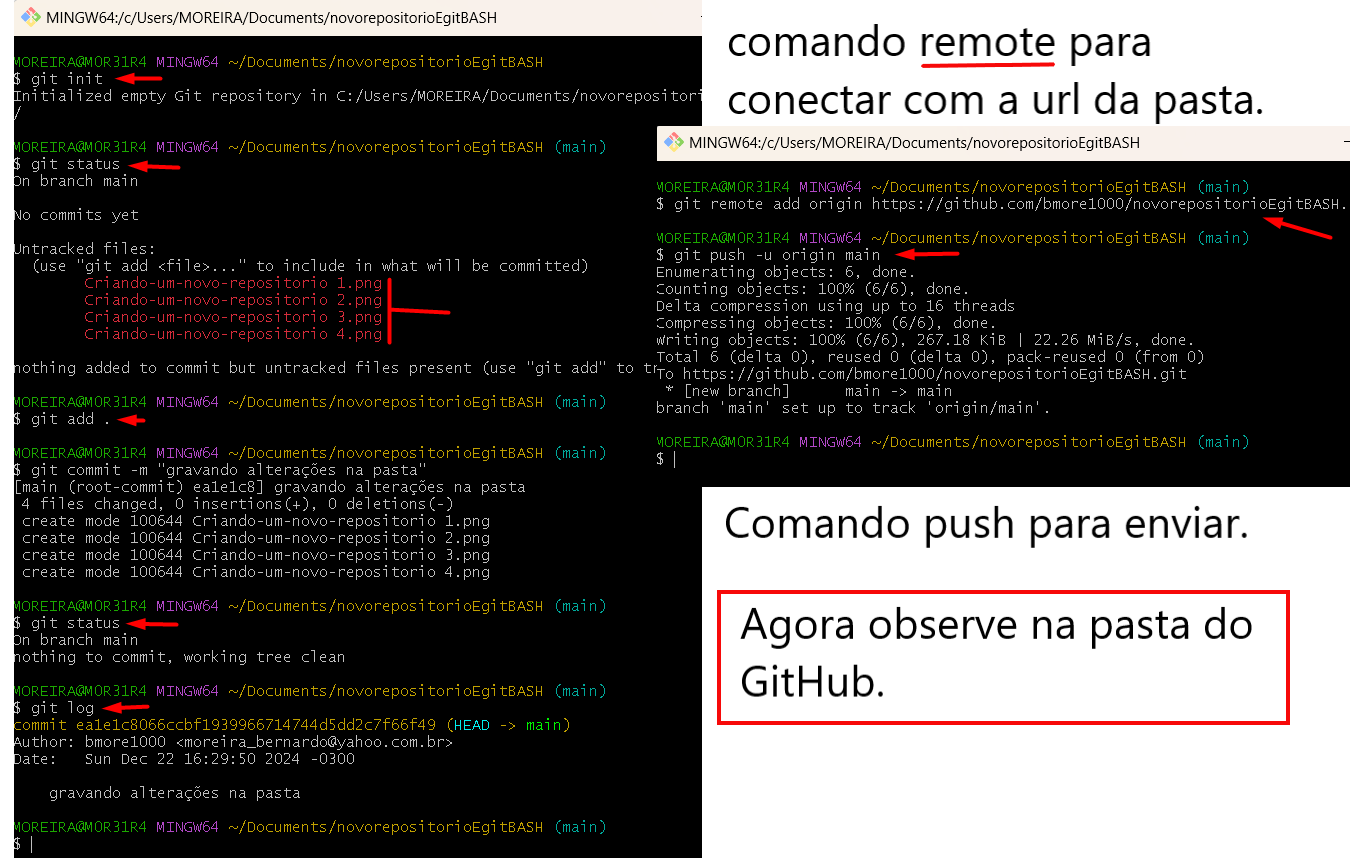 MINGW64:/c/Users/MOREIRA/Documents/novorepositorioEgitBASH
MOREIRA@MOR31R4 MINGW64 ~/Documents/novorepositorioEgitBASH
$ git init
Initialized empty Git repository in C:/Users/MOREIRA/Documents/novorepositori
/
MOREIRA@MOR31R4 MINGW64 ~/Documents/novorepositorioEgitBASH (main)
$ git status
On branch main
No commits yet
Untracked files:
(use "git add <file>..." to include in what will be committed)
Criando-um-novo-repositorio 1.png
Criando-um-novo-repositorio 2.png
Criando-um-novo-repositorio 3.png
Criando-um-novo-repositorio 4.png
nothing added to commit but untracked files present (use "git add" to tr
MOREIRA@MOR31R4 MINGW64 ~/Documents/novorepositorioEgitBASH (main)
$ git add .
MOREIRA@MOR31R4 MINGW64 ~/Documents/novorepositorioEgitBASH (main)
$ git commit -m "gravando alterações na pasta"
[main (root-commit) ea1e1c8] gravando alterações na pasta
4 files changed, 0 insertions(+), 0 deletions(-)
create mode 100644 Criando-um-novo-repositorio 1.png
create mode 100644 Criando-um-novo-repositorio 2.png
create mode 100644 Criando-um-novo-repositorio 3.png
create mode 100644 Criando-um-novo-repositorio 4.png
MOREIRA@MOR31R4 MINGW64 ~/Documents/novorepositorioEgitBASH (main)
$ git status
On branch main
nothing to commit, working tree clean
MOREIRA@MOR31R4 MINGW64 ~/Documents/novorepositorioEgitBASH (main)
$ git log
commit ea1e1c8066ccbf1939966714744d5dd2c7f66f49 (HEAD -> main)
Author: bmore1000 <moreira_bernardo@yahoo.com.br>
Date: Sun Dec 22 16:29:50 2024 -0300
gravando alterações na pasta
MOREIRA@MOR31R4 MINGW64 ~/Documents/novorepositorioEgitBASH (main)
$
comando remote para
conectar com a url da pasta.
MINGW64:/c/Users/MOREIRA/Documents/novorepositorioEgitBASH
MOREIRA@MOR31R4 MINGW64 ~/Documents/novorepositorioEgitBASH (main)
$ git remote add origin https://github.com/bmore1000/novorepositorioEgitBASH.
MOREIRA@MOR31R4 MINGW64 ~/Documents/novorepositorioEgitBASH (main)
$ git push -u origin main
Enumerating objects: 6, done.
Counting objects: 100% (6/6), done.
Delta compression using up to 16 threads
Compressing objects: 100% (6/6), done.
Writing objects: 100% (6/6), 267.18 KiB | 22.26 MiB/s, done.
Total 6 (delta 0), reused 0 (delta 0), pack-reused 0 (from 0)
To https://github.com/bmore1000/novorepositorioEgitBASH.git
* [new branch] main -> main
branch 'main' set up to track 'origin/main'.
MOREIRA@MOR31R4 MINGW64 ~/Documents/novorepositorioEgitBASH (main)
$
Comando push para enviar.
Agora observe na pasta do
GitHub.